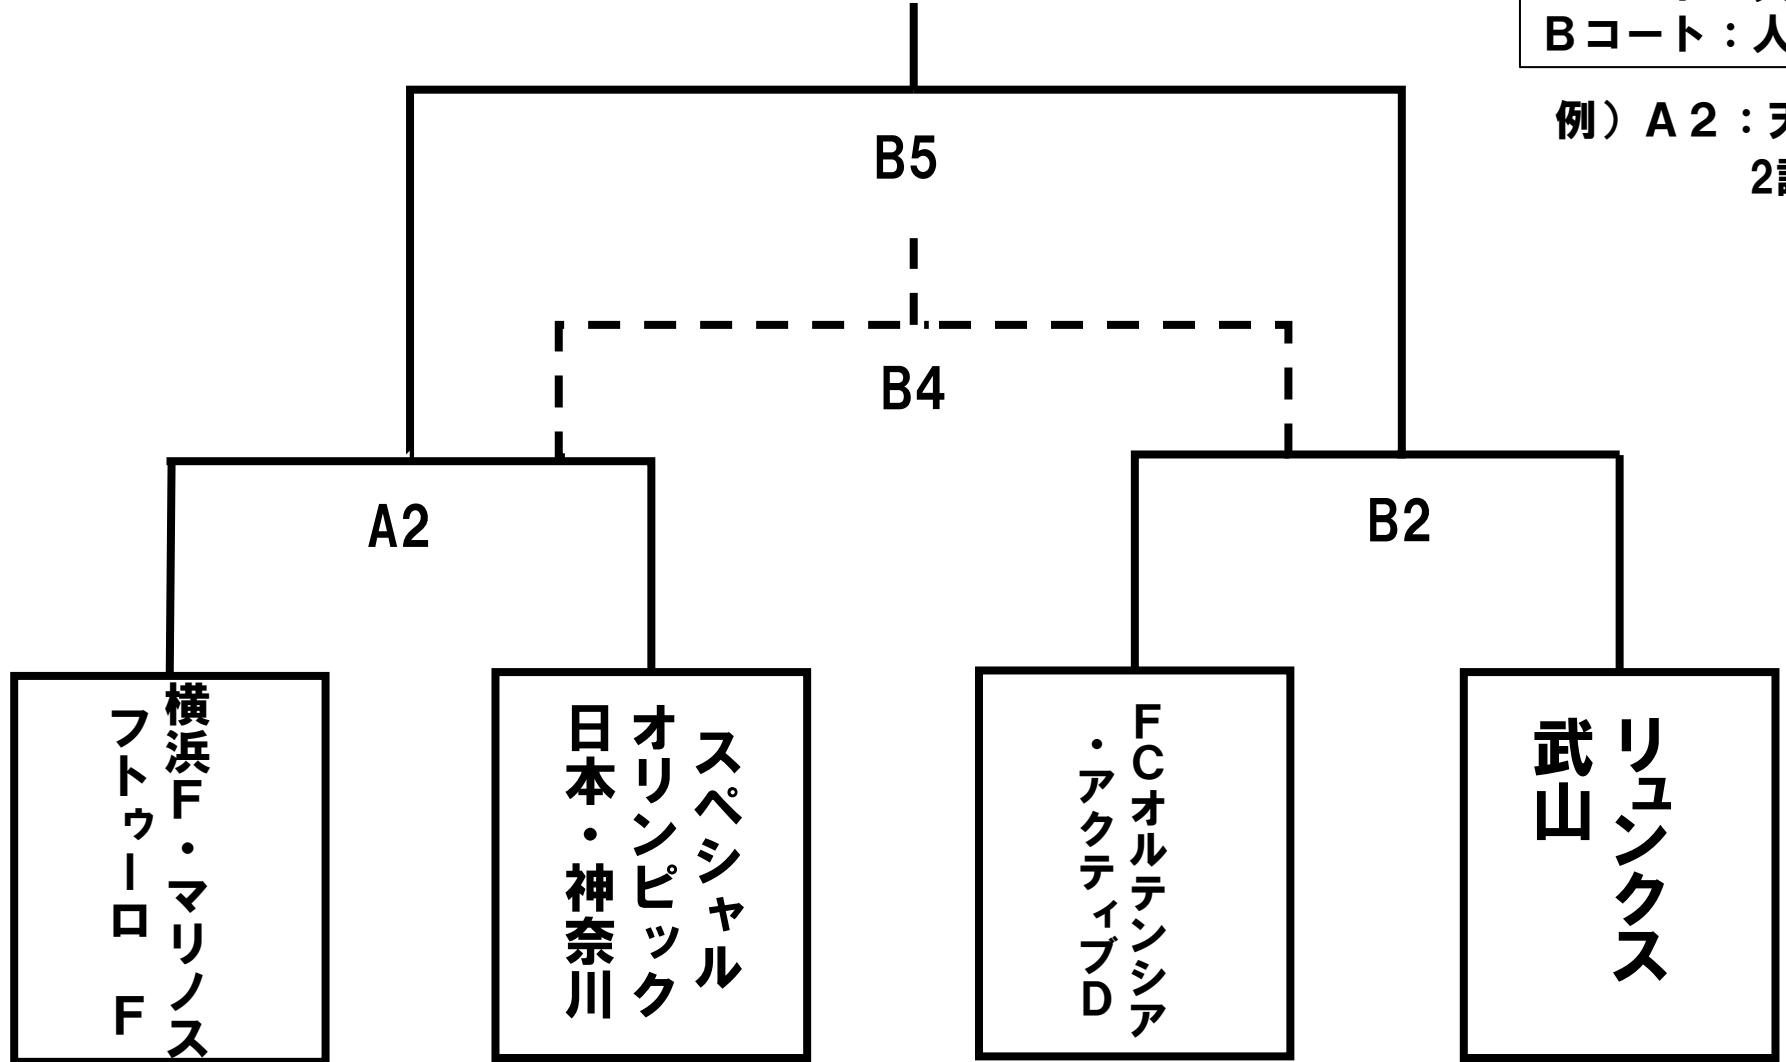 Bコート：人
例）A2：天
2試
B5
B4
A2
B2
横浜F・マリノス
フトゥーロ　F
スペシャル
オリンピック
日本・神奈川
FCオルテンシア
・アクティブD
リュンクス
武山